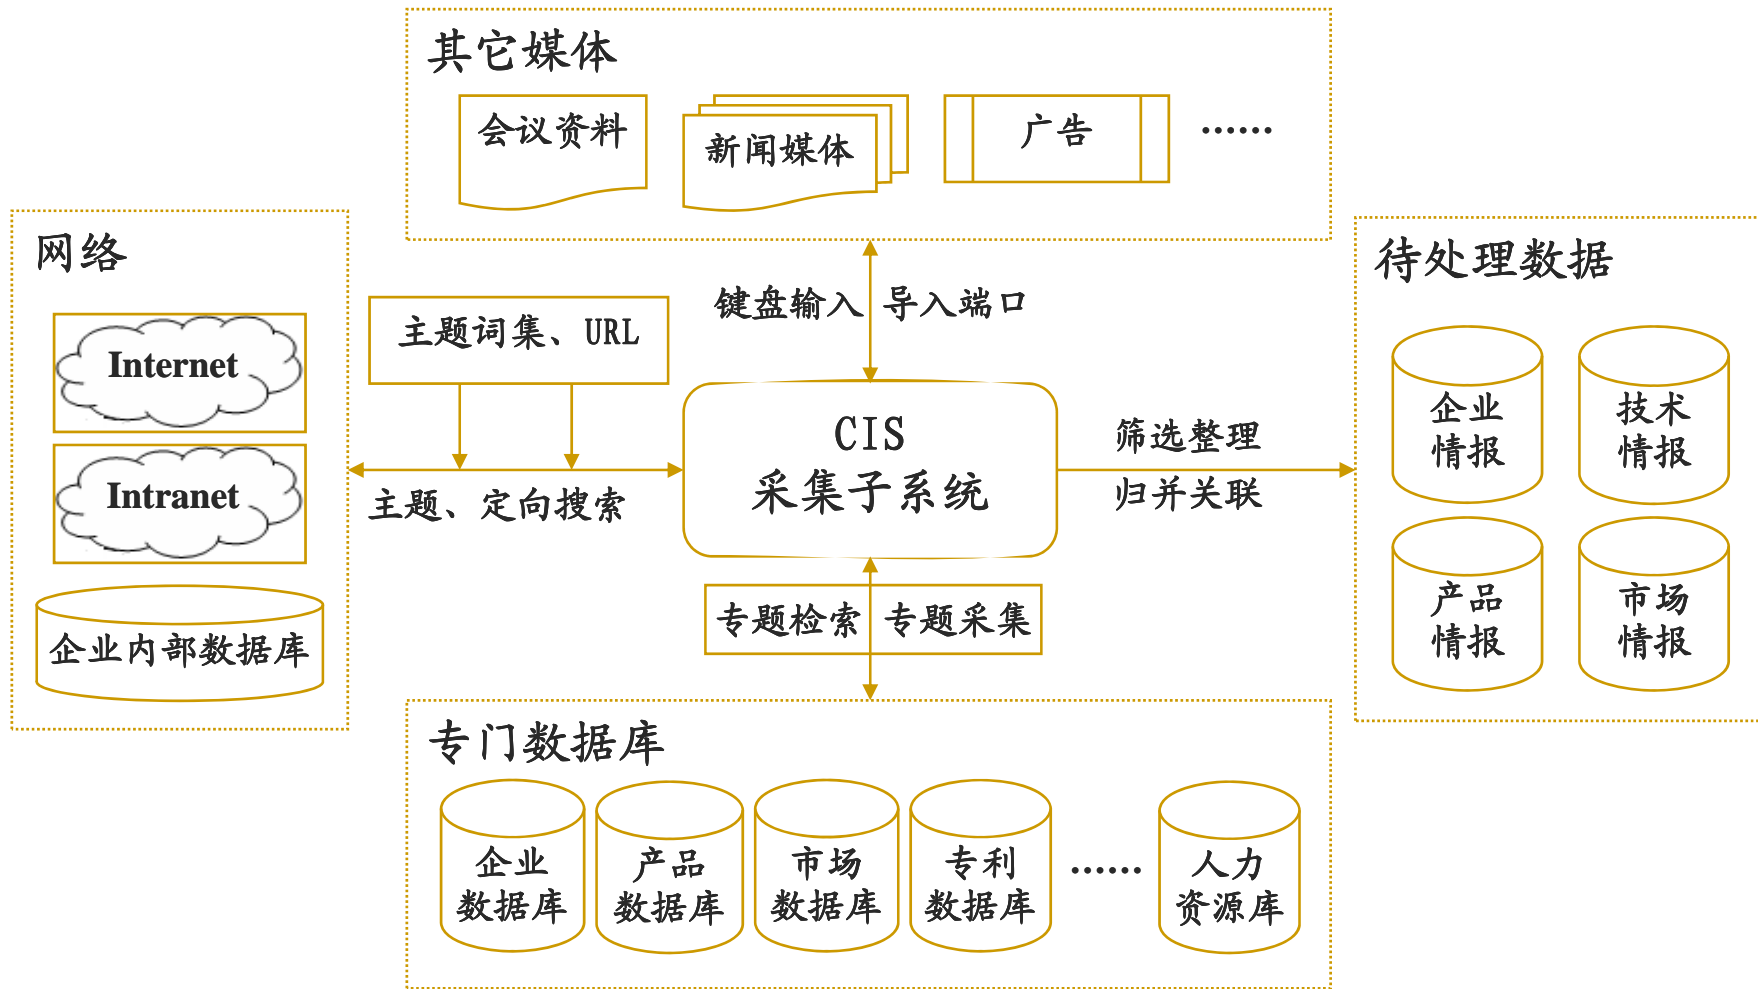 其它媒体
会议资料
新闻媒体
广告
……
网络
Internet
Intranet
企业内部数据库
主题词集、URL
主题、定向搜索
键盘输入 导入端口
CIS
采集子系统
筛选整理
归并关联
待处理数据
企业
情报
技术
情报
产品
情报
市场
情报
专题检索 专题采集
专门数据库
企业
数据库
产品
数据库
市场
数据库
专利
数据库
……
人力
资源库